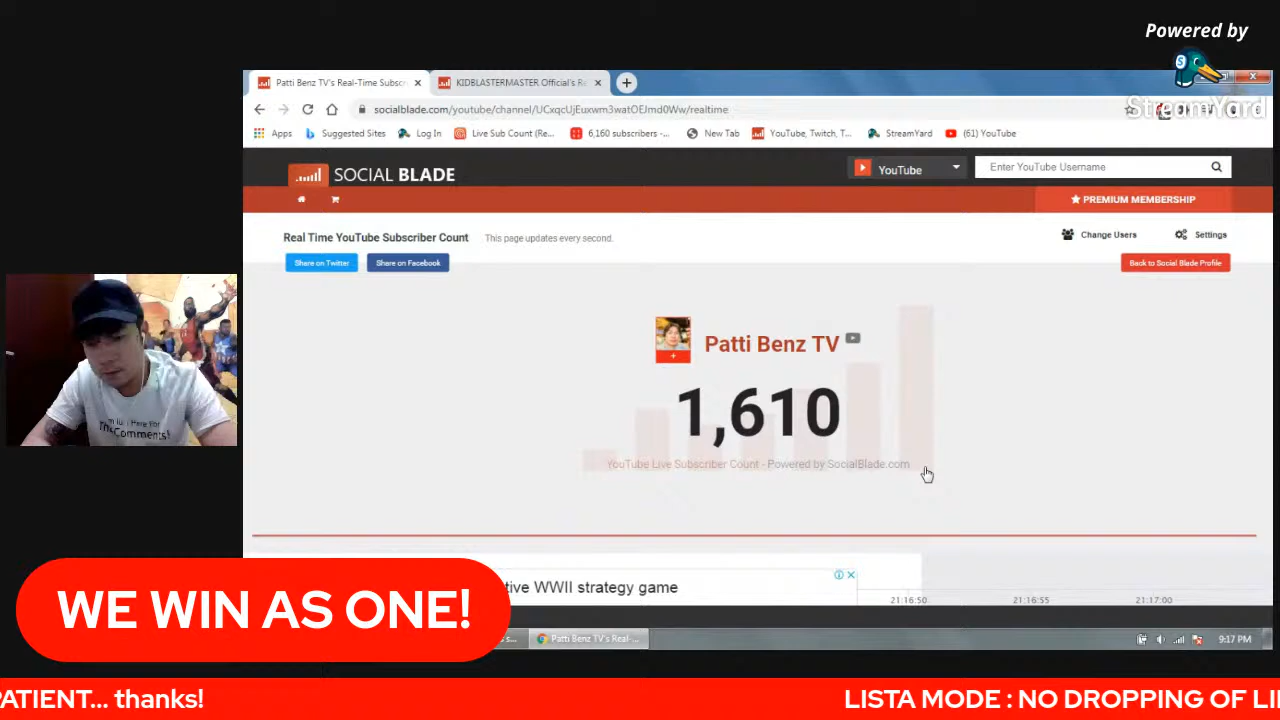 Powered by
StreamYard
Patti Benz TV's Real-Time Subscr
KIDBLASTERMASTER Official's Re
socialblade.com/youtube/channel/UCxqcUjEuxwm3watOEJmd0Ww/realtime
Apps
Suggested Sites
Log In
Live Sub Count (Re...
6,160 subscribers -...
New Tab
YouTube, Twitch, T...
StreamYard
(61) YouTube
SOCIAL BLADE
YouTube
Enter YouTube Username
PREMIUM MEMBERSHIP
Real Time YouTube Subscriber Count
This page updates every second.
Change Users
Settings
Share on Twitter
Share on Facebook
Back to Social Blade Profile
Patti Benz TV
1,610
YouTube Live Subscriber Count - Powered by SocialBlade.com
Here For
The Comments!
tive WWII strategy game
21:16:50
21:16:55
21:17:00
WE WIN AS ONE!
s...
Patti Benz TV's Real-...
9:17 PM
PATIENT... thanks!
LISTA MODE : NO DROPPING OF LI